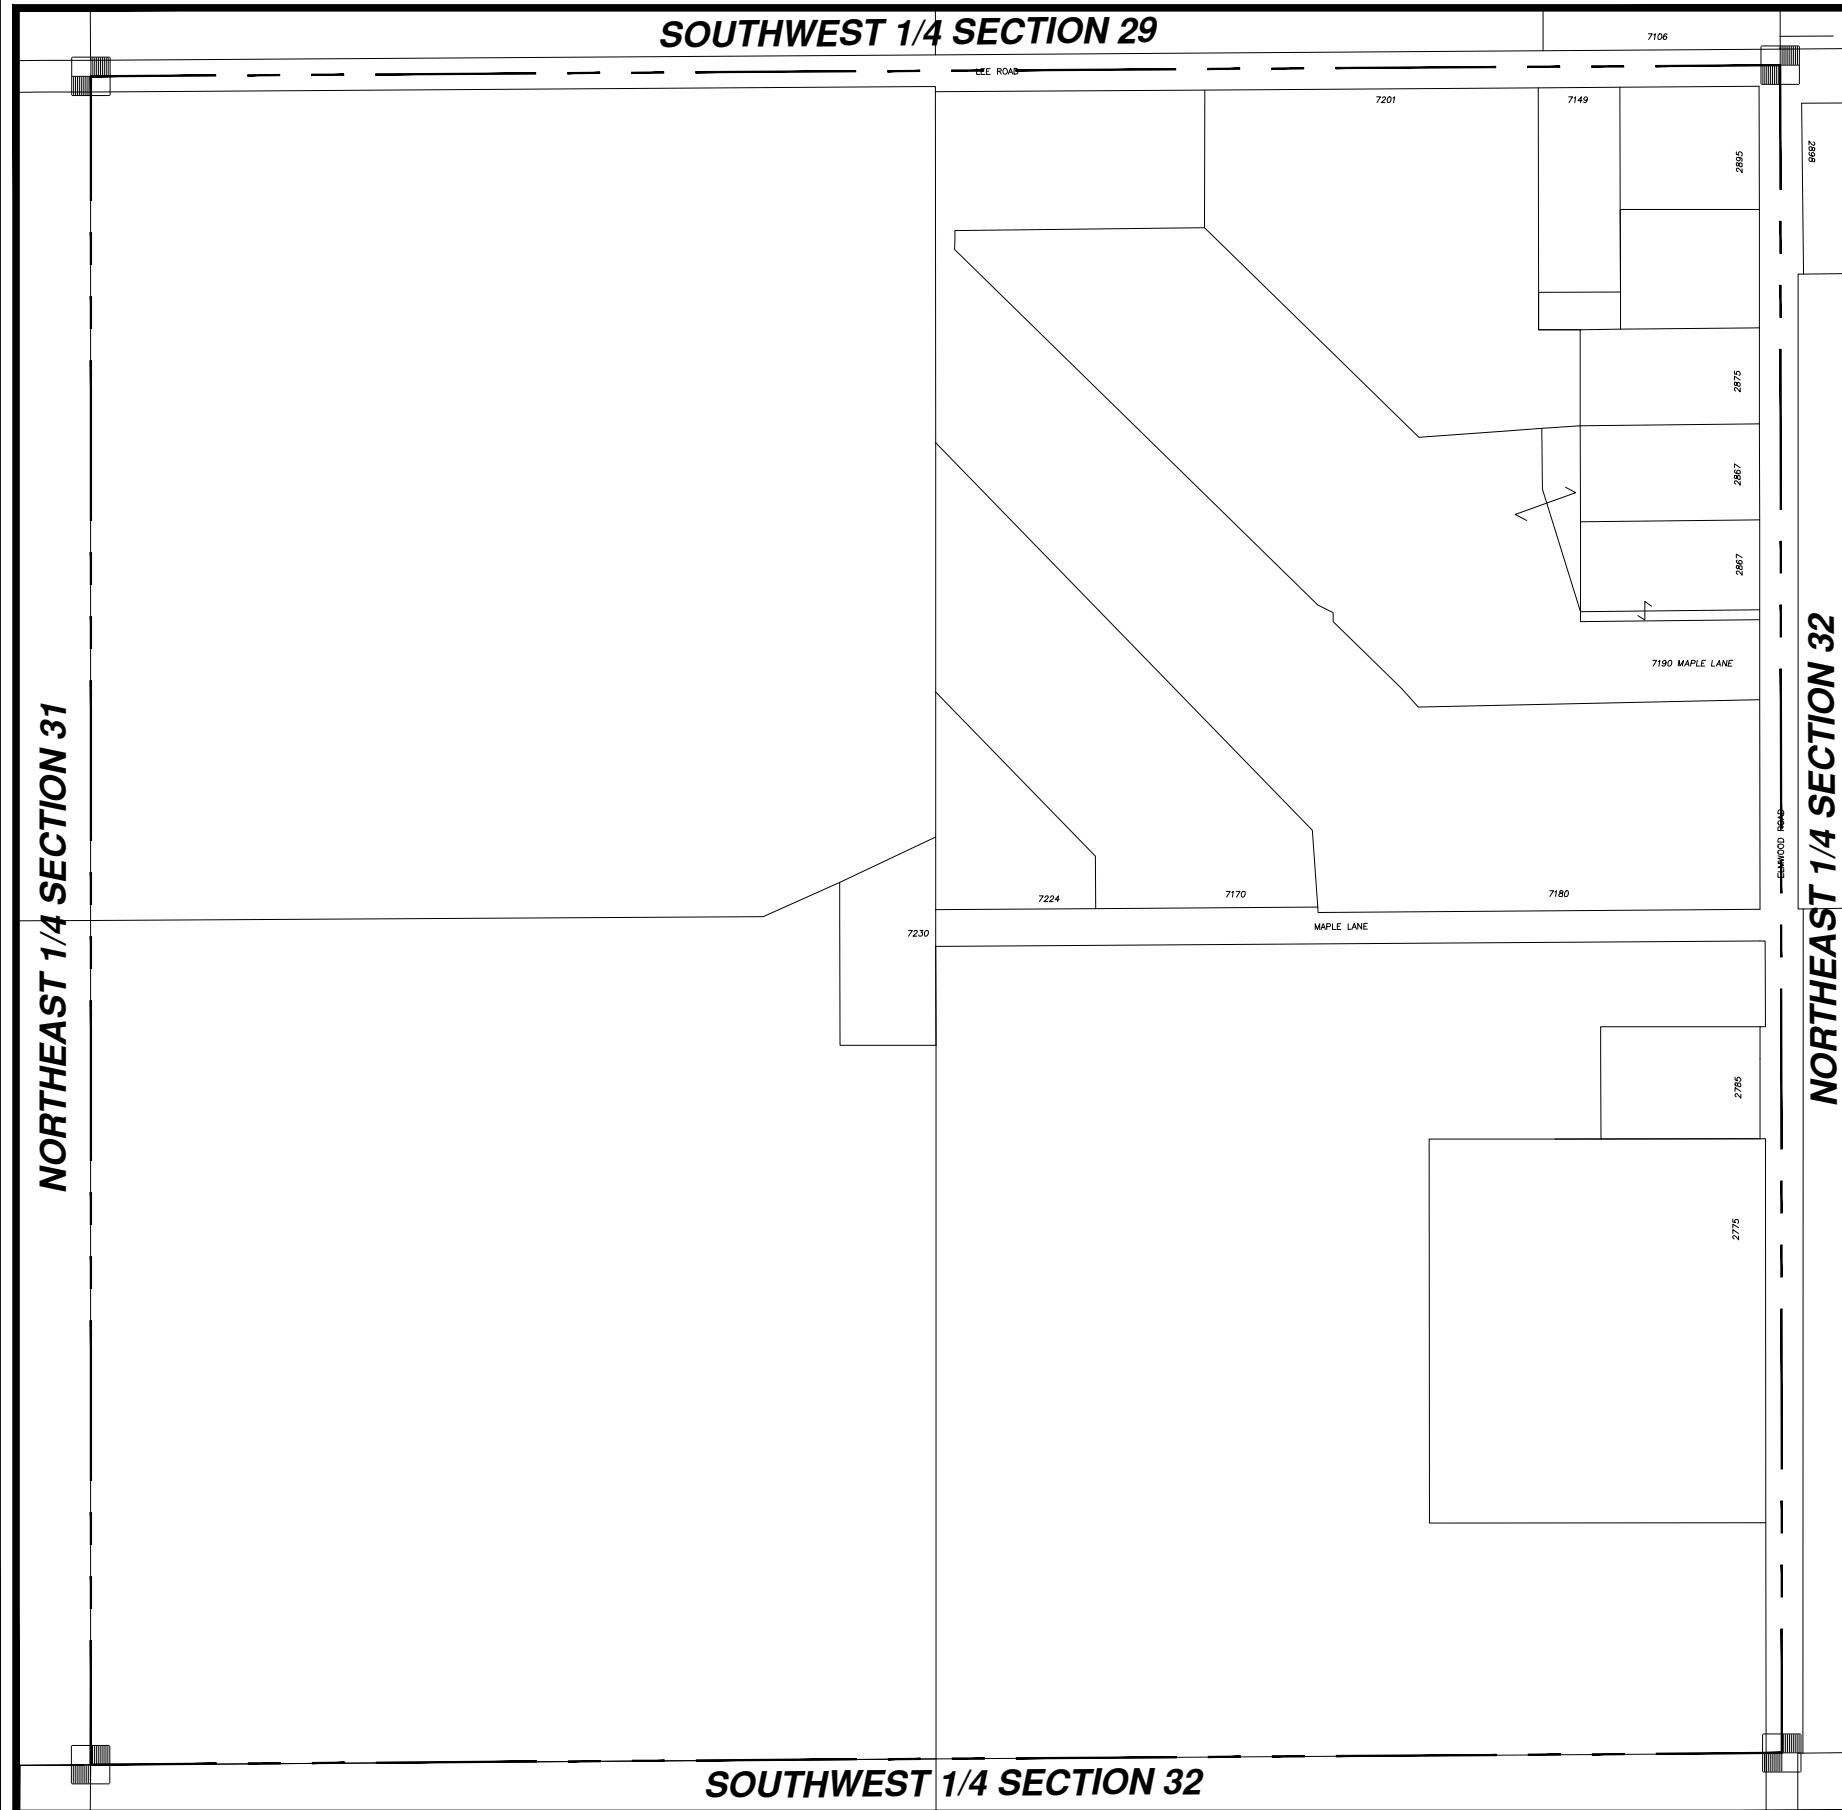 SOUTHWEST 1/4 SECTION 29
7106
LEE ROAD
7201
7149
2895
2898
2875
2867
2867
7190 MAPLE LANE
NORTHEAST 1/4 SECTION 31
NORTHEAST 1/4 SECTION 32
ELMWOOD ROAD
7224
7170
7180
MAPLE LANE
7230
2785
2775
SOUTHWEST 1/4 SECTION 32